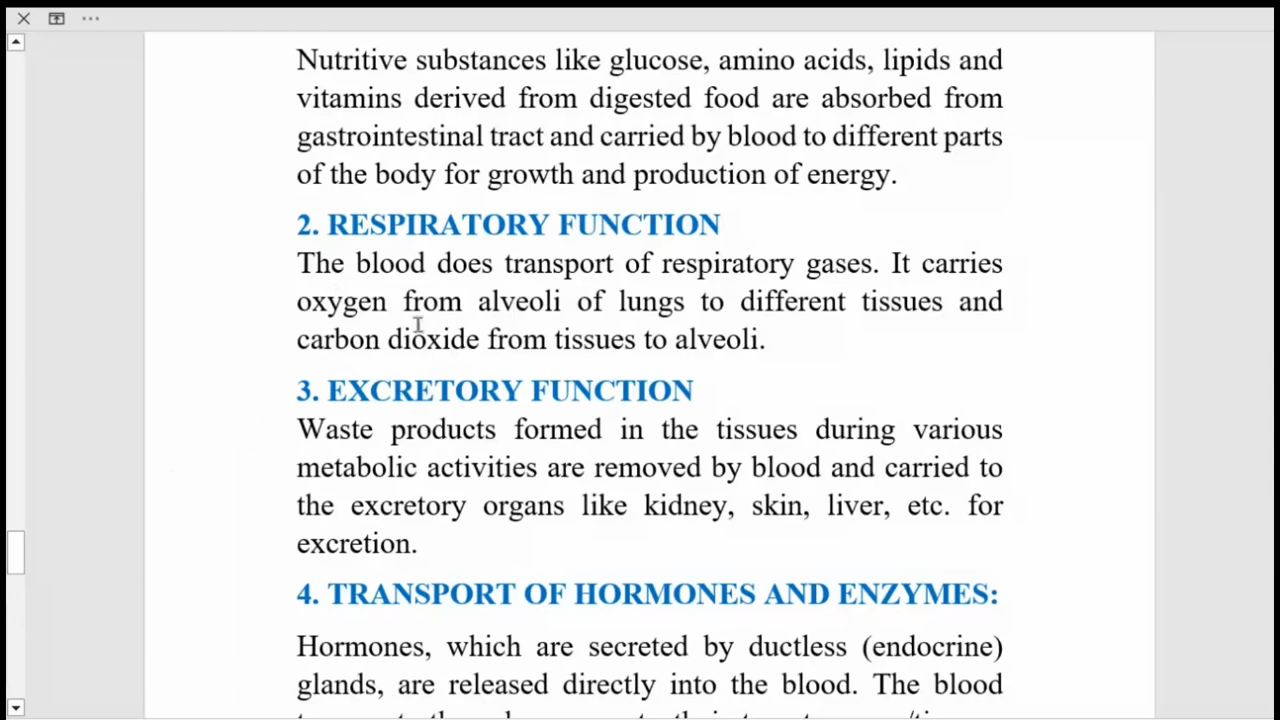 Nutritive substances like glucose, amino acids, lipids and
vitamins derived from digested food are absorbed from
gastrointestinal tract and carried by blood to different parts
of the body for growth and production of energy.
2. RESPIRATORY FUNCTION
The blood does transport of respiratory gases. It carries
oxygen from alveoli of lungs to different tissues and
carbon dioxide from tissues to alveoli.
3. EXCRETORY FUNCTION
Waste products formed in the tissues during various
metabolic activities are removed by blood and carried to
the excretory organs like kidney, skin, liver, etc. for
excretion.
4. TRANSPORT OF HORMONES AND ENZYMES:
Hormones, which are secreted by ductless (endocrine)
glands, are released directly into the blood. The blood